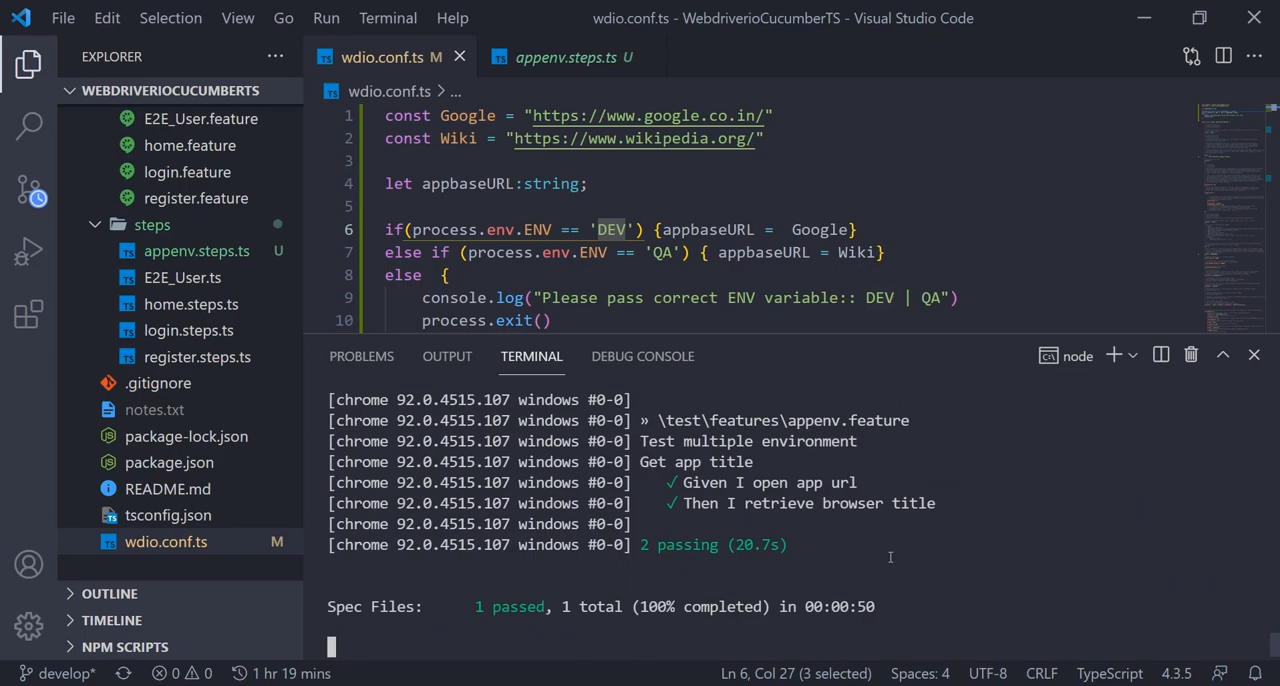 File Edit Selection View Go Run Terminal Help wdio.conf.ts - WebdriverioCucumberTS - Visual Studio Code
EXPLORER ···
TS wdio.conf.ts M TS appenv.steps.ts U
WEBDRIVERIOCUCUMBERTS
E2E_User.feature
home.feature
login.feature
register.feature
steps
TS appenv.steps.ts U
TS E2E_User.ts
TS home.steps.ts
TS login.steps.ts
TS register.steps.ts
.gitignore
notes.txt
package-lock.json
package.json
README.md
tsconfig.json
TS wdio.conf.ts M
OUTLINE
TIMELINE
NPM SCRIPTS
TS wdio.conf.ts > ...
1 const Google = "https://www.google.co.in/"
2 const Wiki = "https://www.wikipedia.org/"
3
4 let appbaseURL:string;
5
6 if(process.env.ENV == 'DEV') {appbaseURL =  Google}
7 else if (process.env.ENV == 'QA') { appbaseURL = Wiki}
8 else  {
9 console.log("Please pass correct ENV variable:: DEV | QA")
10 process.exit()
PROBLEMS OUTPUT TERMINAL DEBUG CONSOLE node
[chrome 92.0.4515.107 windows #0-0]
[chrome 92.0.4515.107 windows #0-0] » \test\features\appenv.feature
[chrome 92.0.4515.107 windows #0-0] Test multiple environment
[chrome 92.0.4515.107 windows #0-0] Get app title
[chrome 92.0.4515.107 windows #0-0] ✓ Given I open app url
[chrome 92.0.4515.107 windows #0-0] ✓ Then I retrieve browser title
[chrome 92.0.4515.107 windows #0-0]
[chrome 92.0.4515.107 windows #0-0] 2 passing (20.7s)
Spec Files: 1 passed, 1 total (100% completed) in 00:00:50
develop* 0 0 1 hr 19 mins Ln 6, Col 27 (3 selected) Spaces: 4 UTF-8 CRLF TypeScript 4.3.5